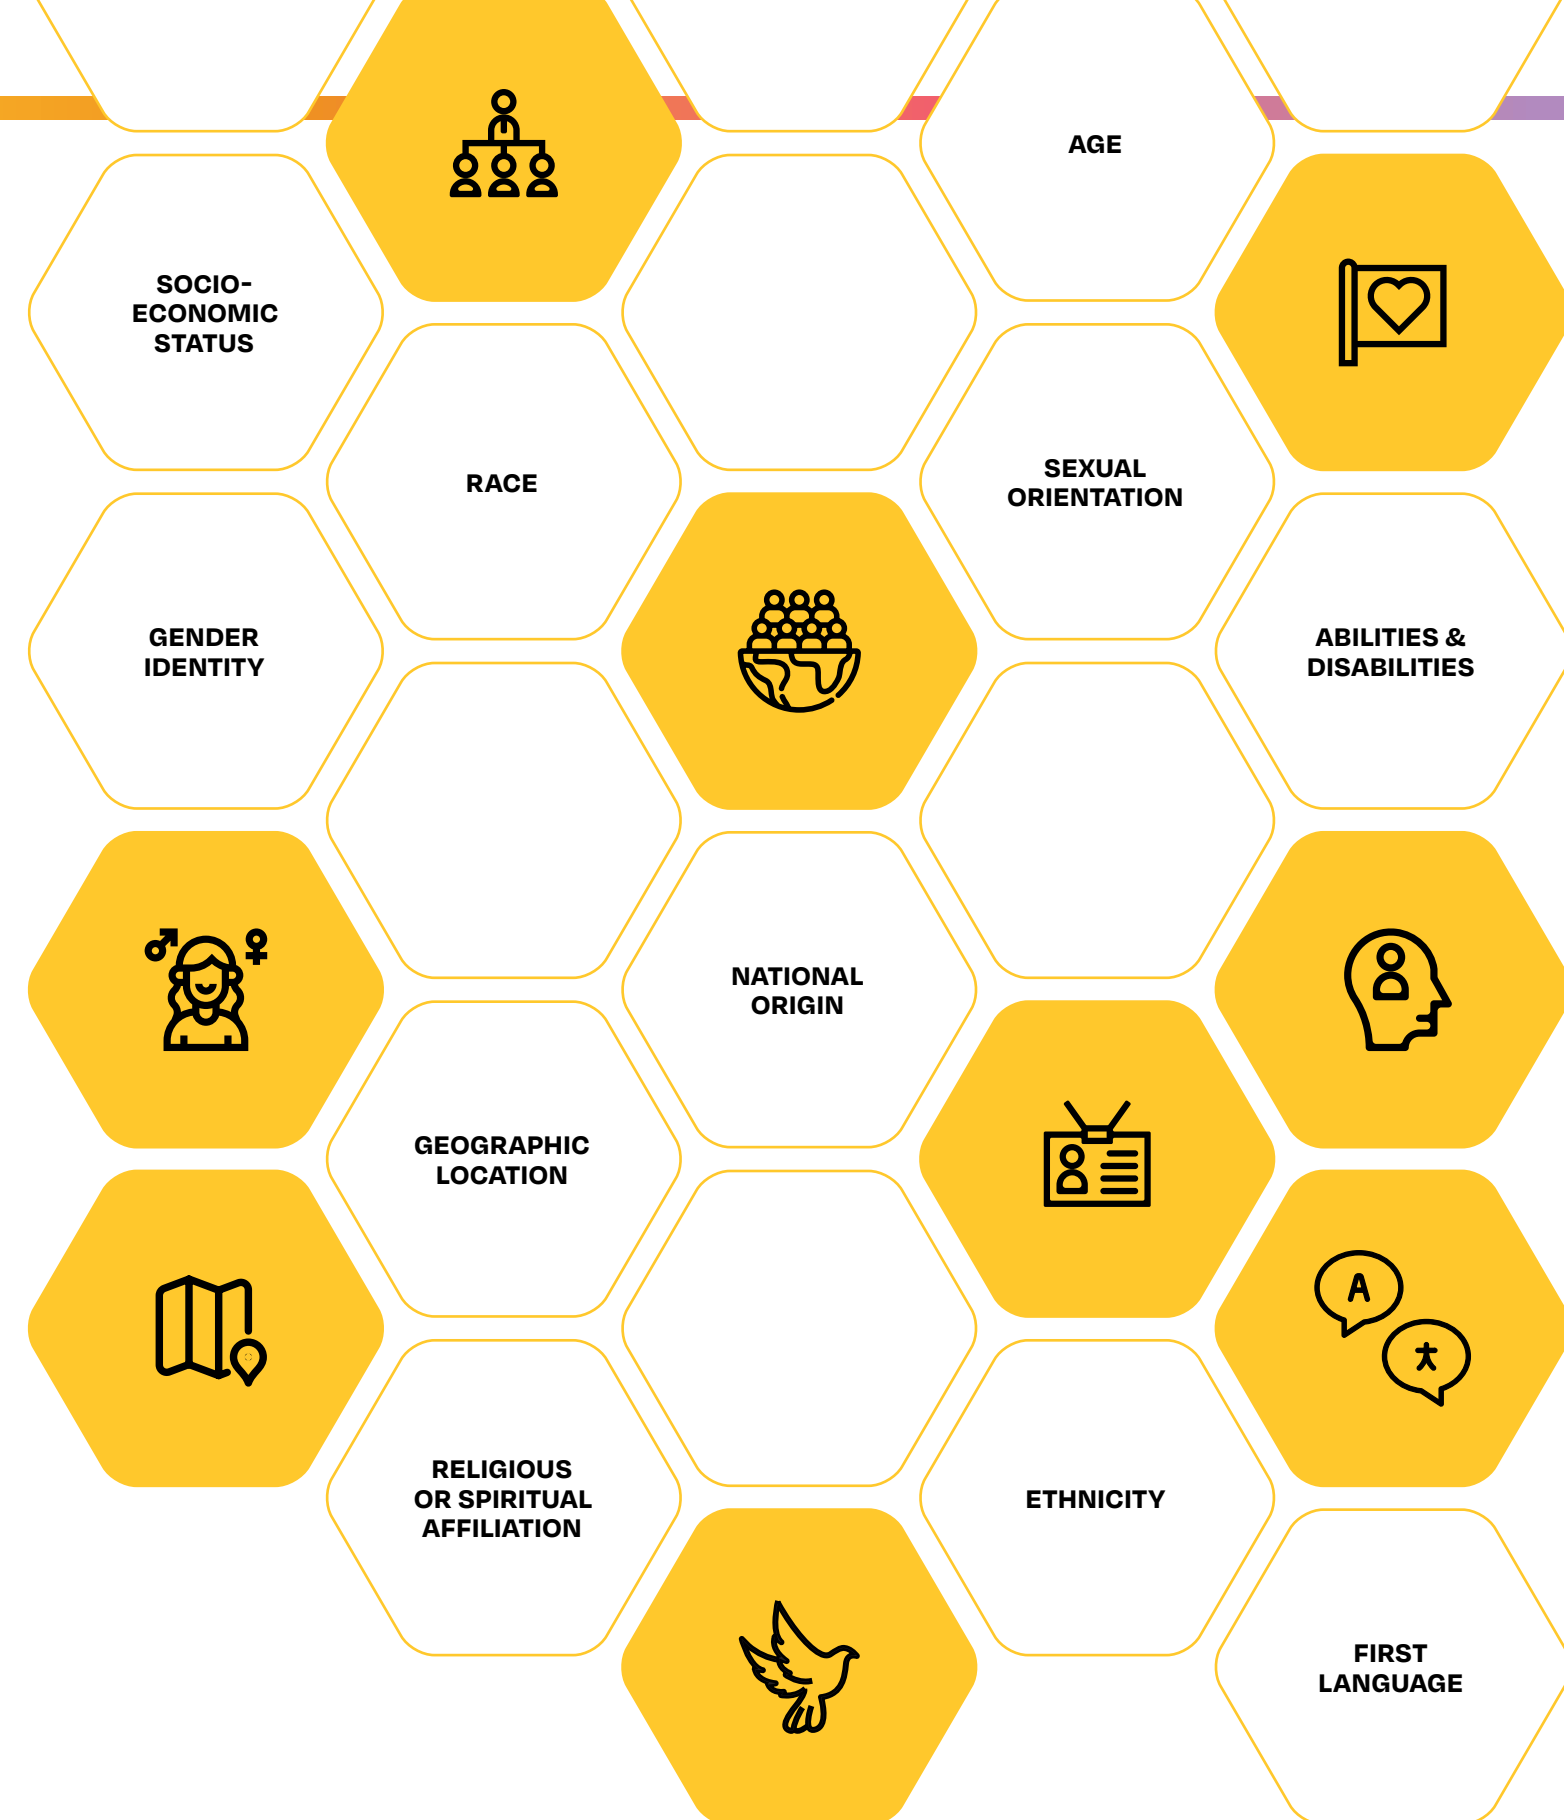 AGE
SOCIO-
ECONOMIC
STATUS
RACE
SEXUAL
ORIENTATION
GENDER
IDENTITY
ABILITIES &
DISABILITIES
NATIONAL
ORIGIN
GEOGRAPHIC
LOCATION
A
RELIGIOUS
OR SPIRITUAL
AFFILIATION
ETHNICITY
FIRST
LANGUAGE